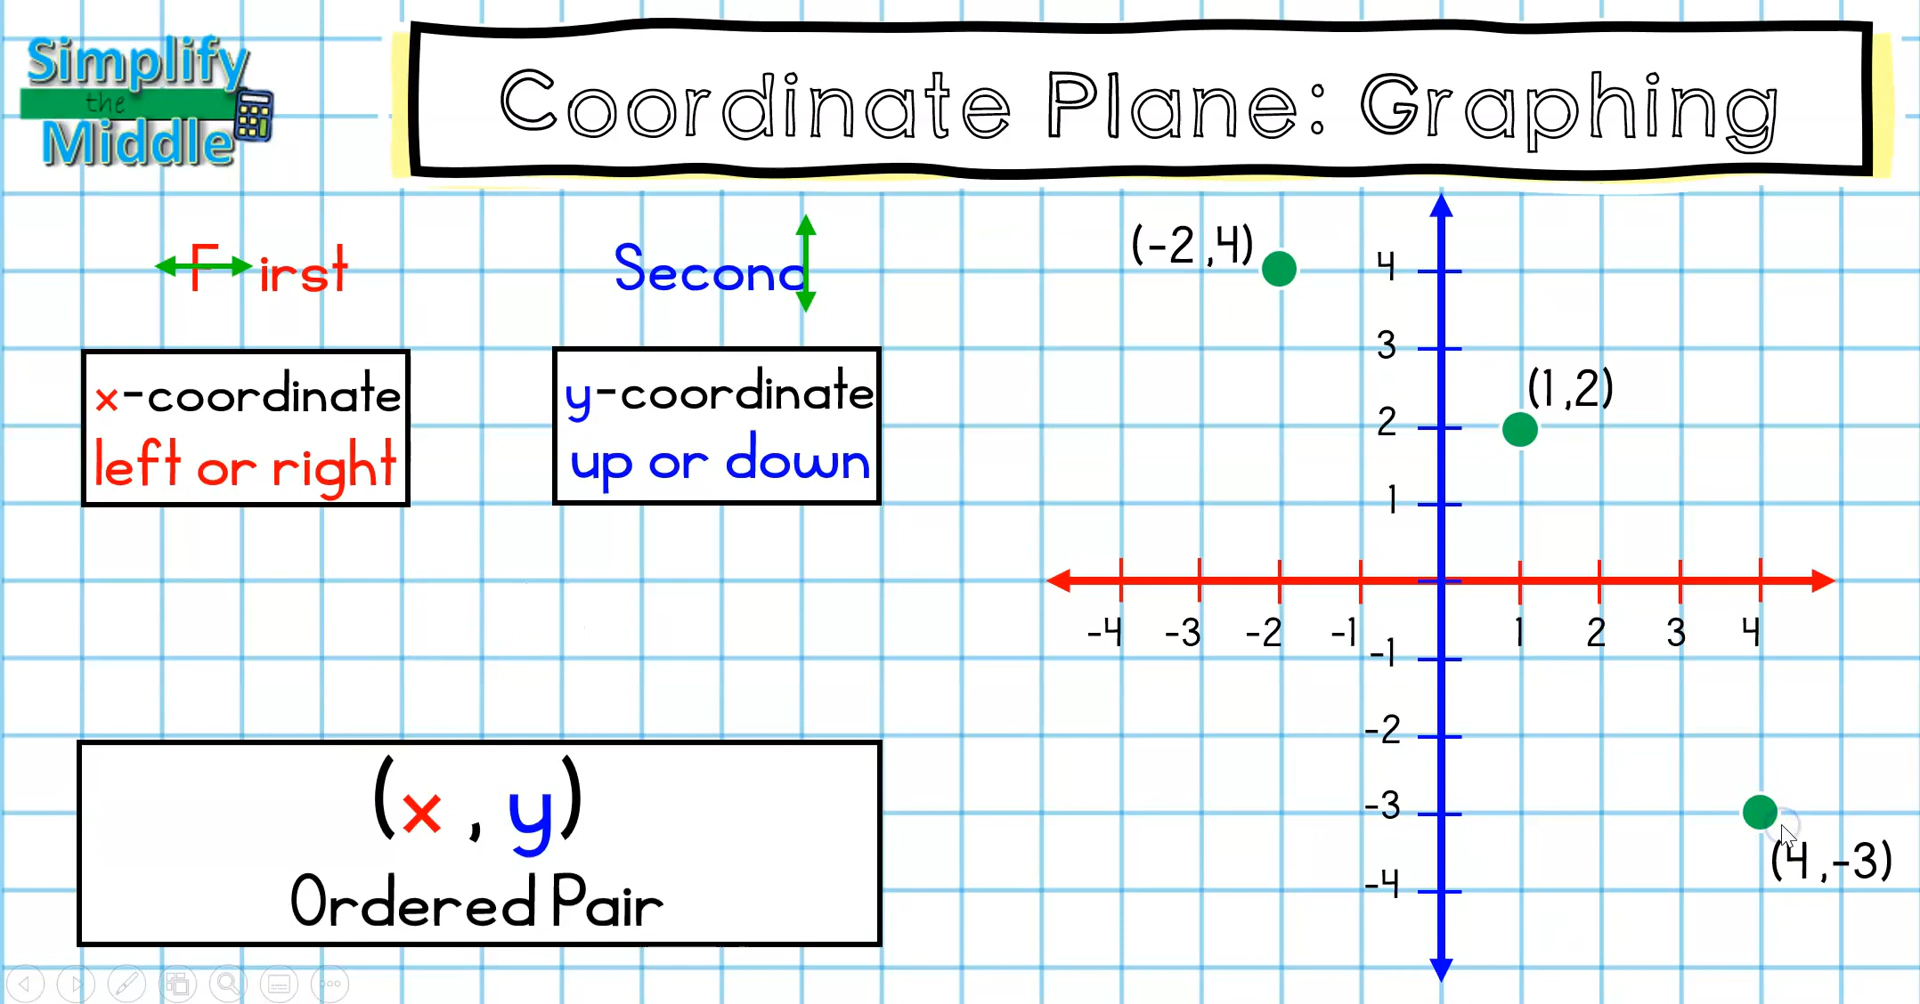 Simplify
the
Middle
Coordinate Plane: Graphing
First
Second
x-coordinate
left or right
y-coordinate
up or down
(x , y)
Ordered Pair
(-2 ,4)
(1 ,2)
(4 ,-3)
4
3
2
1
-4 -3 -2 -1 1 2 3 4
-1
-2
-3
-4